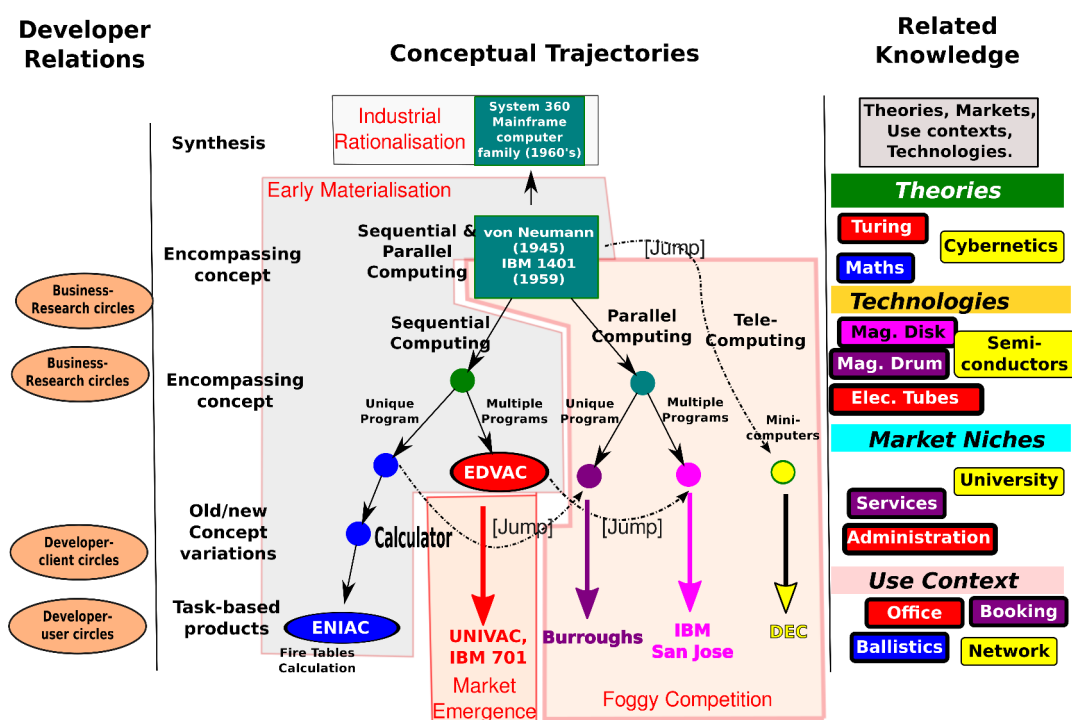 Developer
Relations
Conceptual Trajectories
Related
Knowledge
Synthesis
Industrial
Rationalisation
System 360
Mainframe
computer
family (1960's)
Theories, Markets,
Use contexts,
Technologies.
Early Materialisation
Encompassing
concept
Sequential &
Parallel
Computing
von Neumann
(1945)
IBM 1401
(1959)
[Jump]
Theories
Turing
Cybernetics
Maths
Business-
Research circles
Sequential
Computing
Parallel
Computing
Tele-
Computing
Technologies
Mag. Disk
Semi-
conductors
Mag. Drum
Elec. Tubes
Business-
Research circles
Encompassing
concept
Unique
Program
Multiple
Programs
Unique
Program
Multiple
Programs
Mini-
computers
Market Niches
University
Services
Administration
EDVAC
Old/new
Concept
variations
Calculator
[Jump]
[Jump]
Developer-
client circles
Use Context
Office
Booking
Ballistics
Network
Developer-
user circles
Task-based
products
ENIAC
Fire Tables
Calculation
UNIVAC,
IBM 701
Burroughs
IBM
San Jose
DEC
Market
Emergence
Foggy Competition